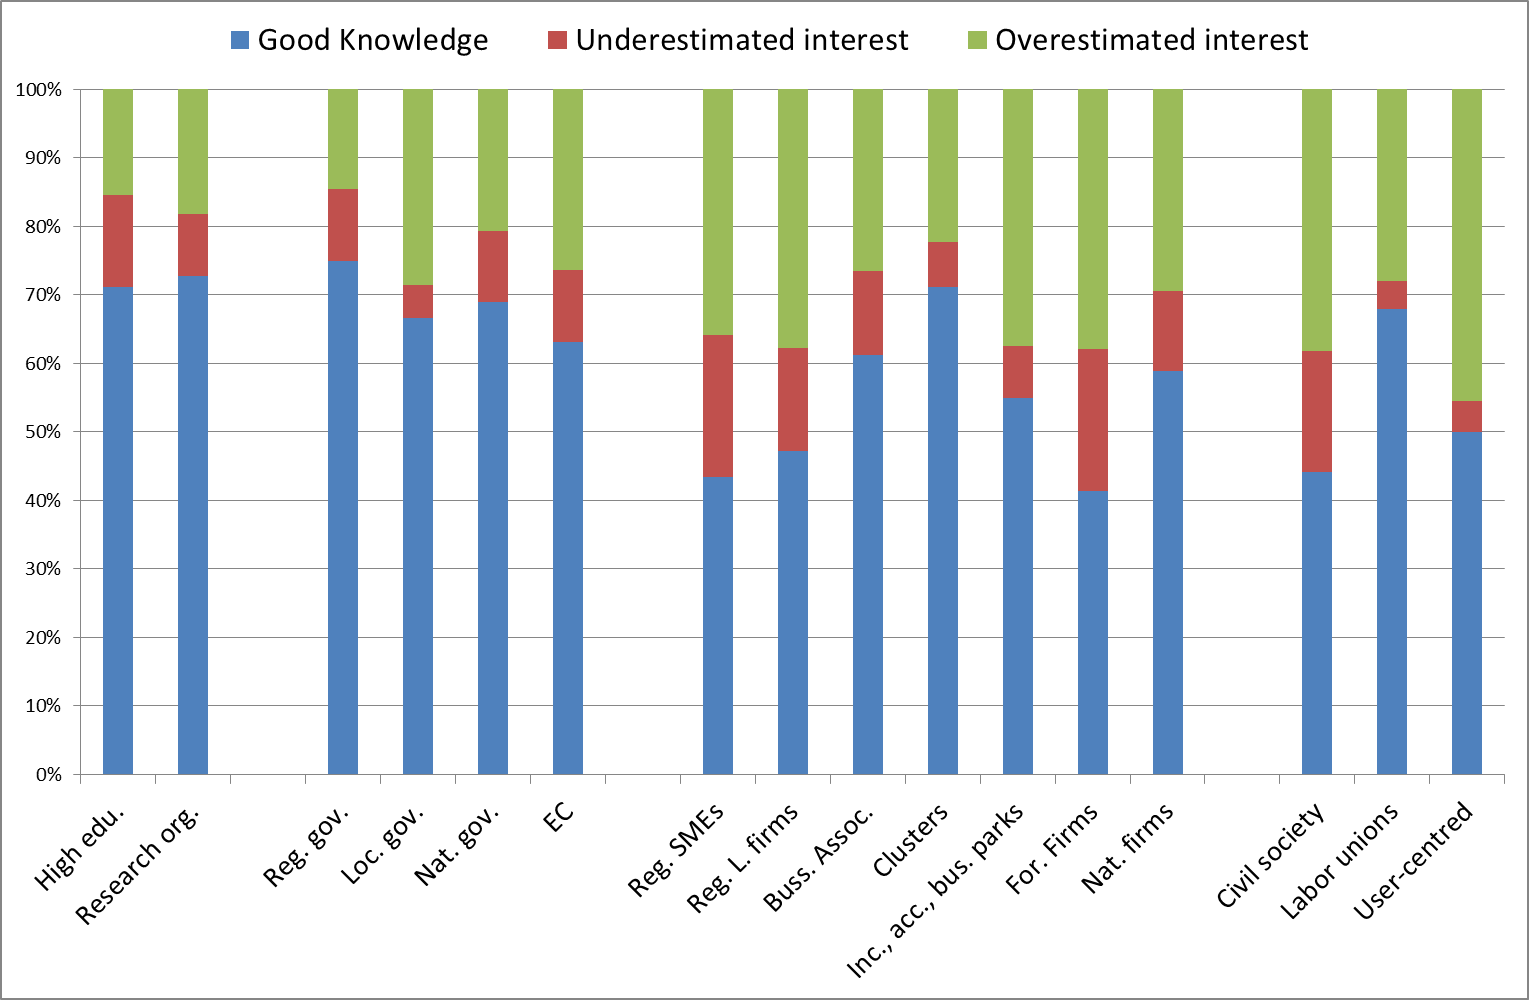 Good Knowledge Underestimated interest Overestimated interest
100%
90%
80%
70%
60%
50%
40%
30%
20%
10%
0%
High edu.
Research org.
Reg. gov.
Loc. gov.
Nat. gov.
EC
Reg. SMEs
Reg. L. firms
Buss. Assoc.
Clusters
Inc., acc., bus. parks
For. Firms
Nat. firms
Civil society
Labor unions
User-centred